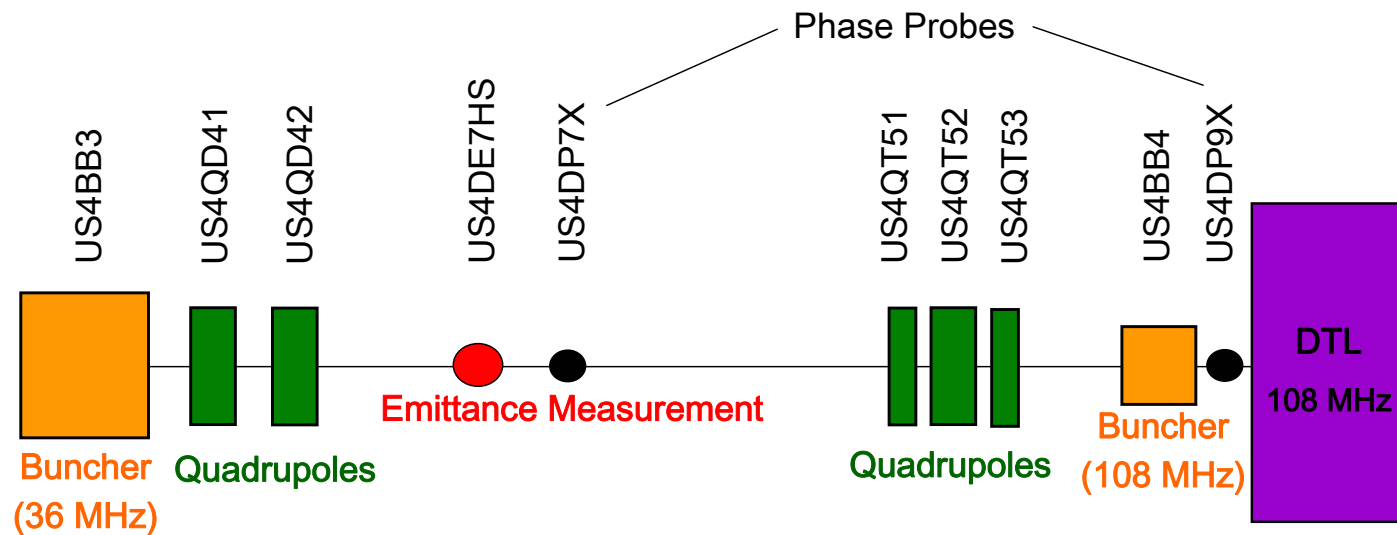 Phase Probes
US4BB3
US4QD41
US4QD42
US4DE7HS
US4DP7X
US4QT51
US4QT52
US4QT53
US4BB4
US4DP9X
DTL
108 MHz
Emittance Measurement
Buncher
(36 MHz)
Quadrupoles
Quadrupoles
Buncher
(108 MHz)